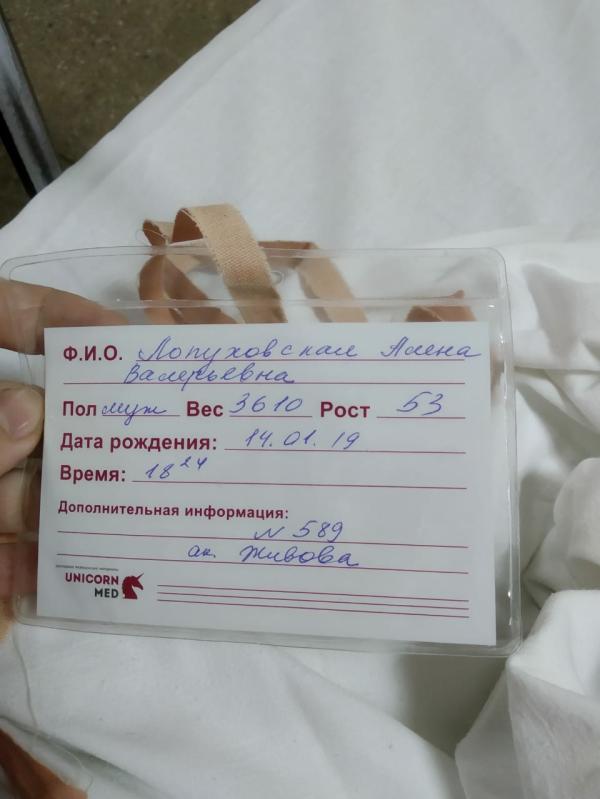 Ф.И.О. Лопуховская Алена
Валерьевна
Пол муж Вес 3610 Рост 53
Дата рождения: 14.01.19
Время: 18 24
Дополнительная информация:
N 589
ак. Живова
UNICORN
MED